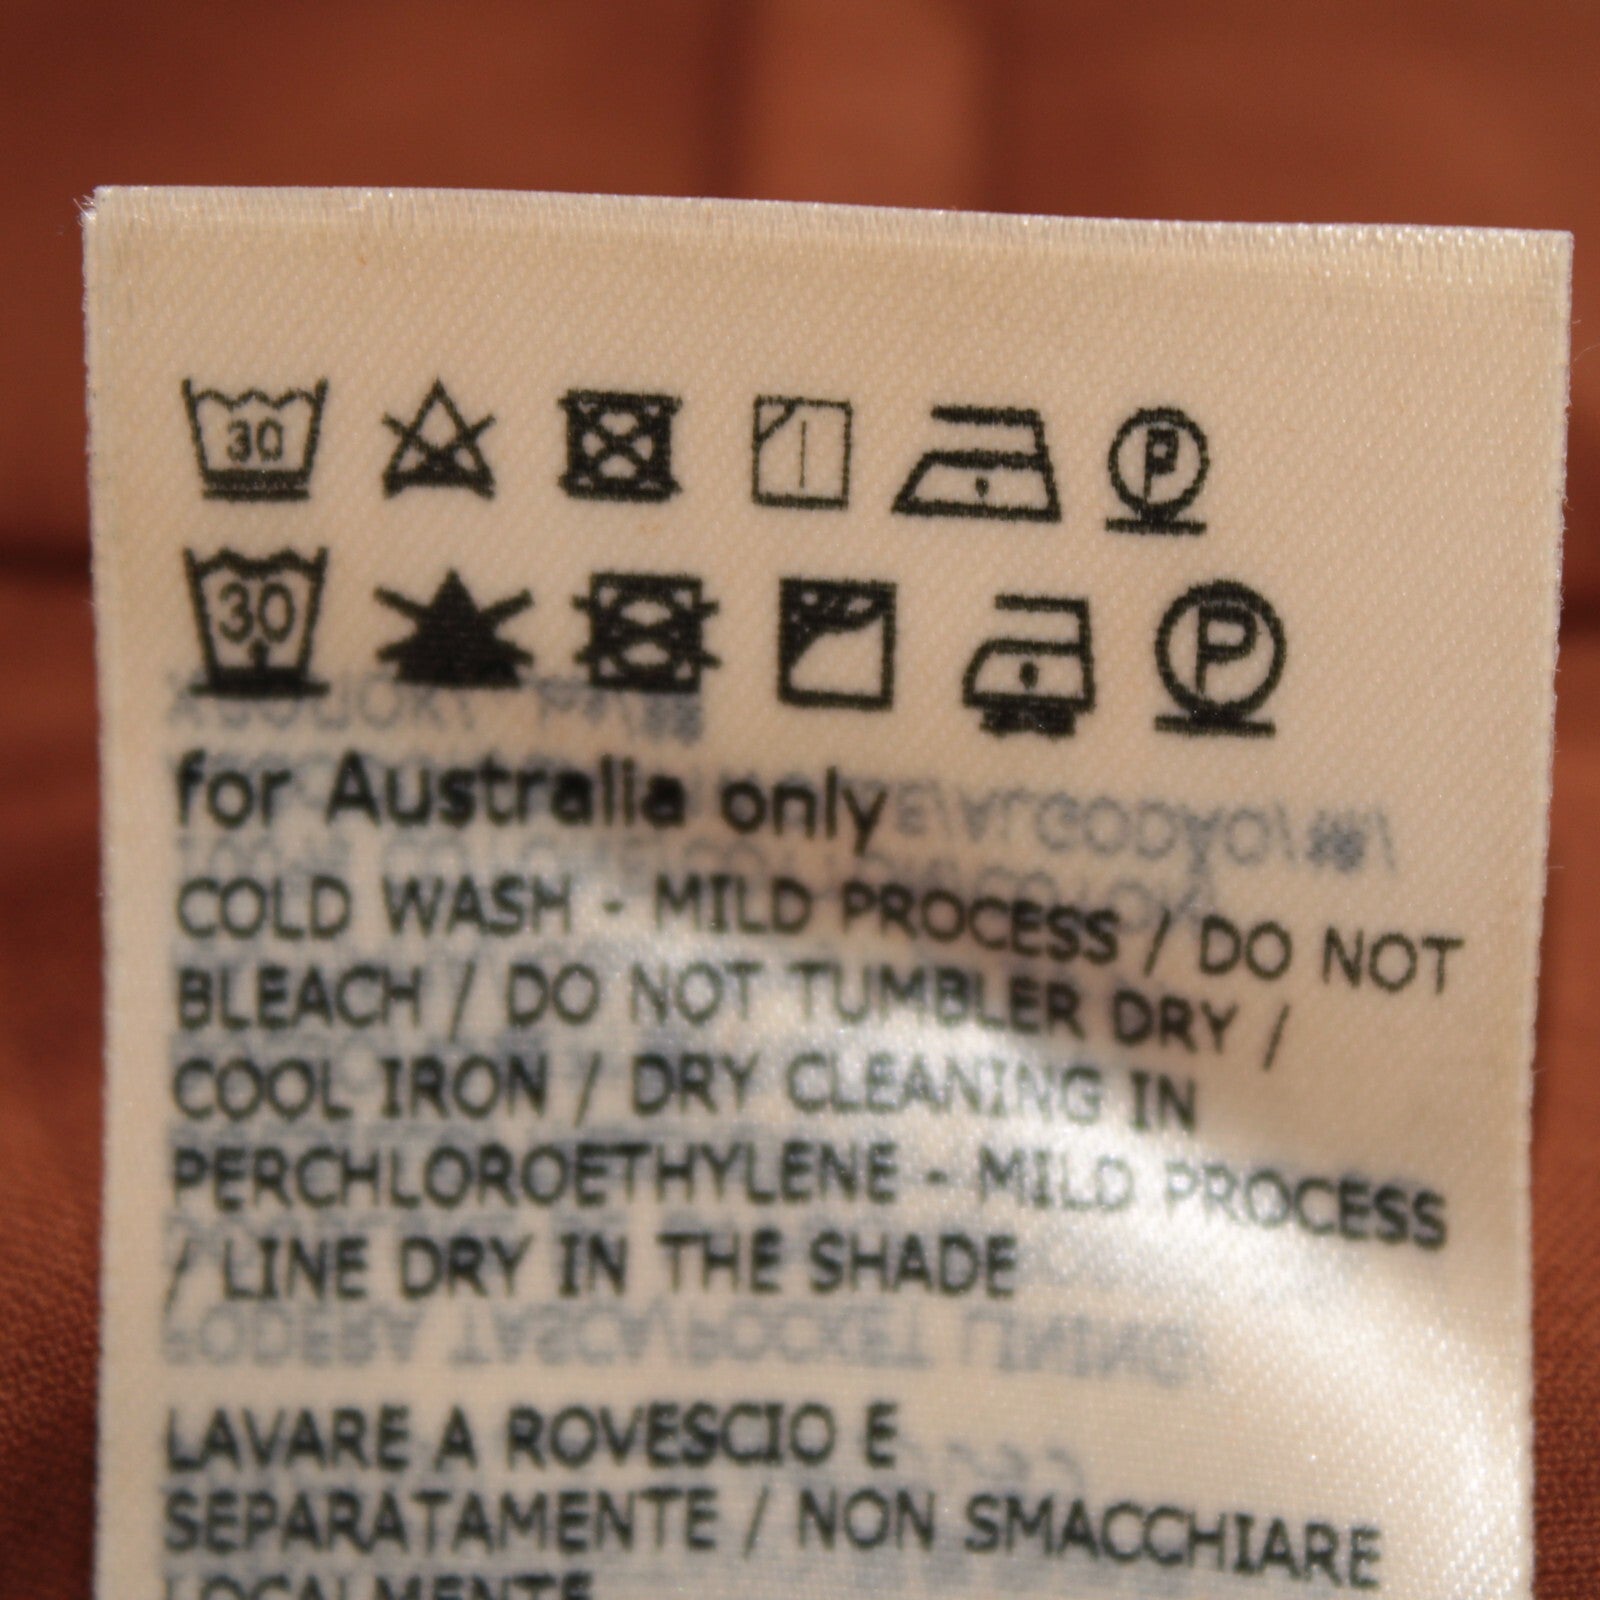 30 P
30 P
for Australia only
COLD WASH - MILD PROCESS / DO NOT
BLEACH / DO NOT TUMBLER DRY /
COOL IRON / DRY CLEANING IN
PERCHLOROETHYLENE - MILD PROCESS
/ LINE DRY IN THE SHADE
LAVARE A ROVESCIO E
SEPARATAMENTE / NON SMACCHIARE
LOCALMENTE